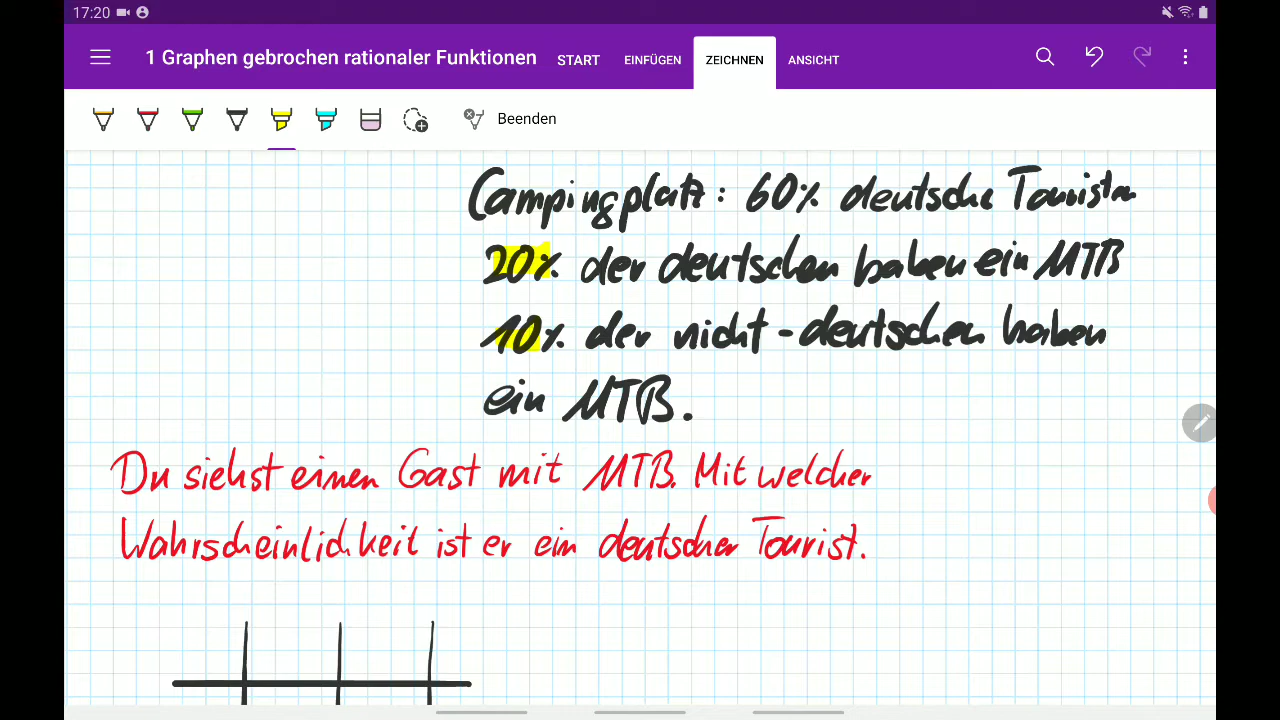 17:20
1 Graphen gebrochen rationaler Funktionen START EINFÜGEN ZEICHNEN ANSICHT
Beenden
Campingplatz: 60% deutsche Touristen
20% der deutschen haben ein MTB
10% der nicht-deutschen haben
ein MTB.
Du siehst einen Gast mit MTB. Mit welcher
Wahrscheinlichkeit ist er ein deutscher Tourist.